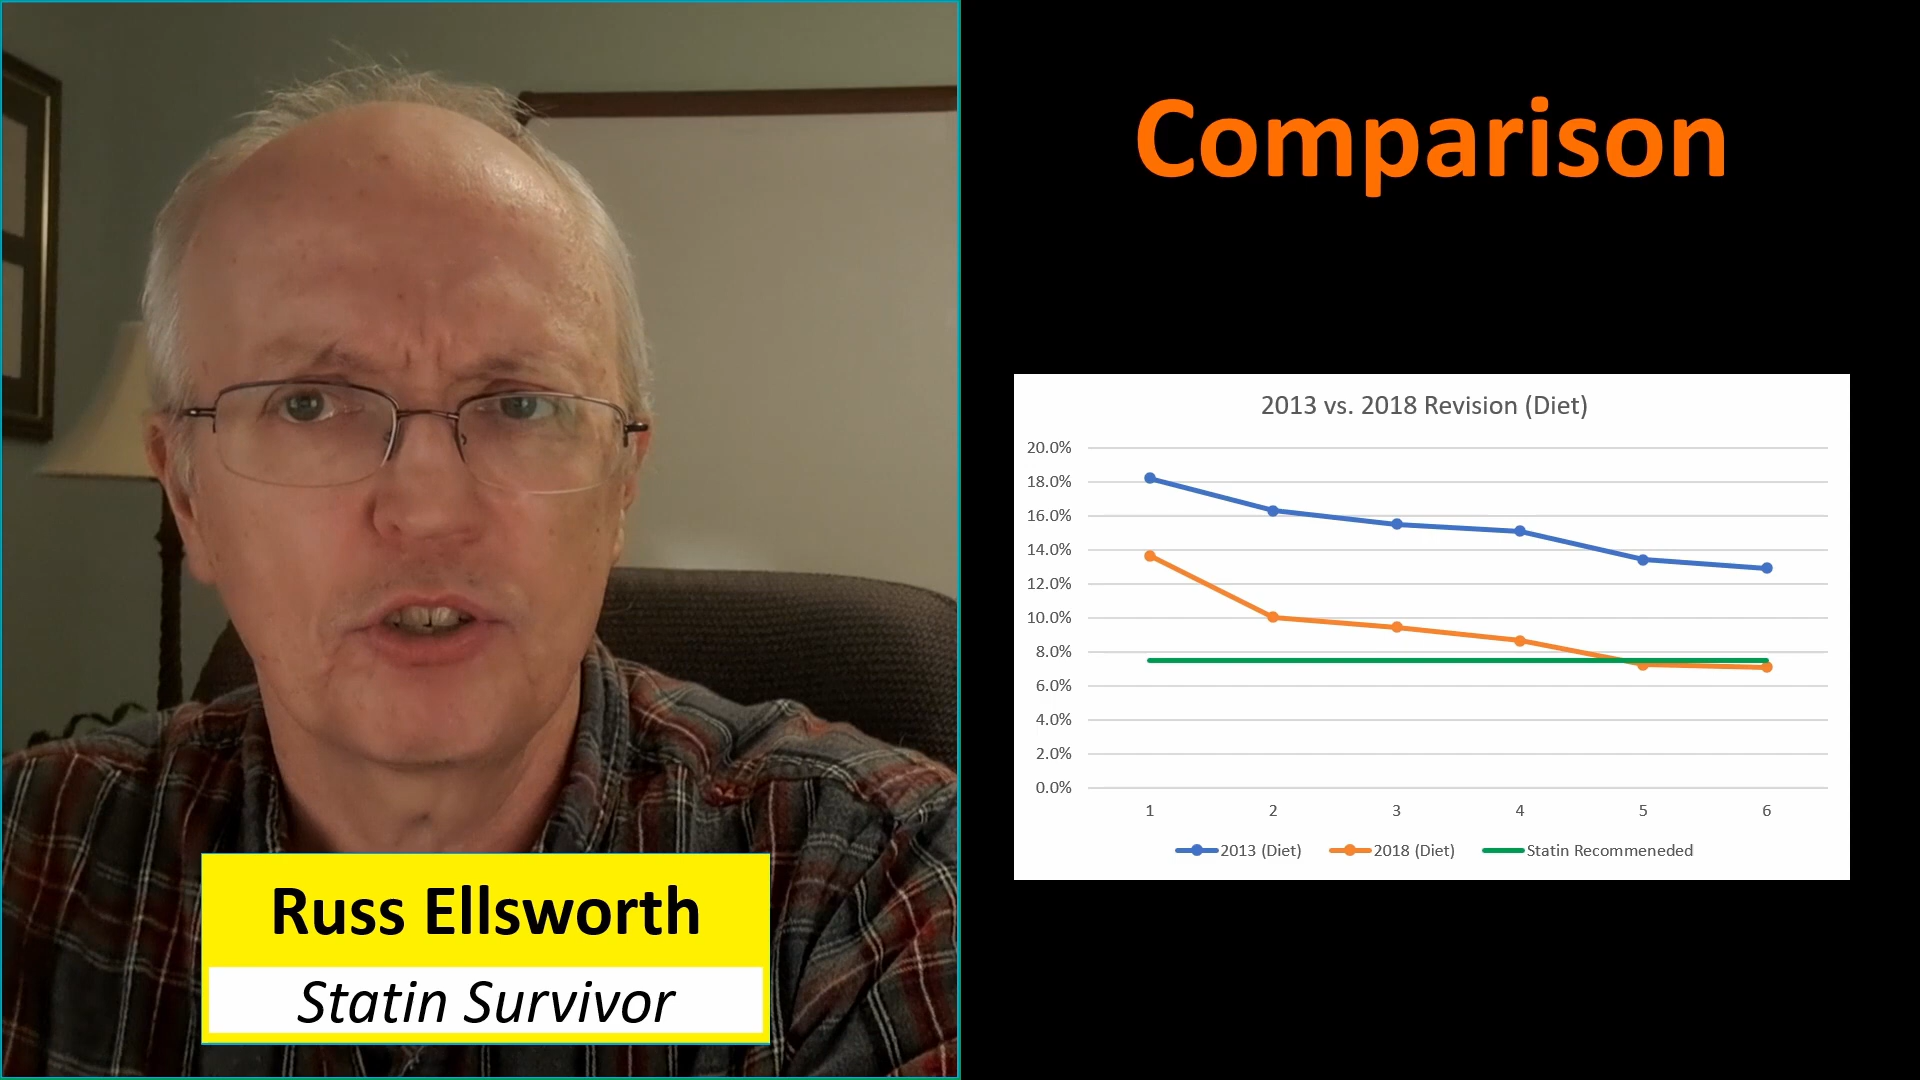 Comparison
2013 vs. 2018 Revision (Diet)
20.0%
18.0%
16.0%
14.0%
12.0%
10.0%
8.0%
6.0%
4.0%
2.0%
0.0%
1 2 3 4 5 6
2013 (Diet) 2018 (Diet) Statin Recommeneded
Russ Ellsworth
Statin Survivor